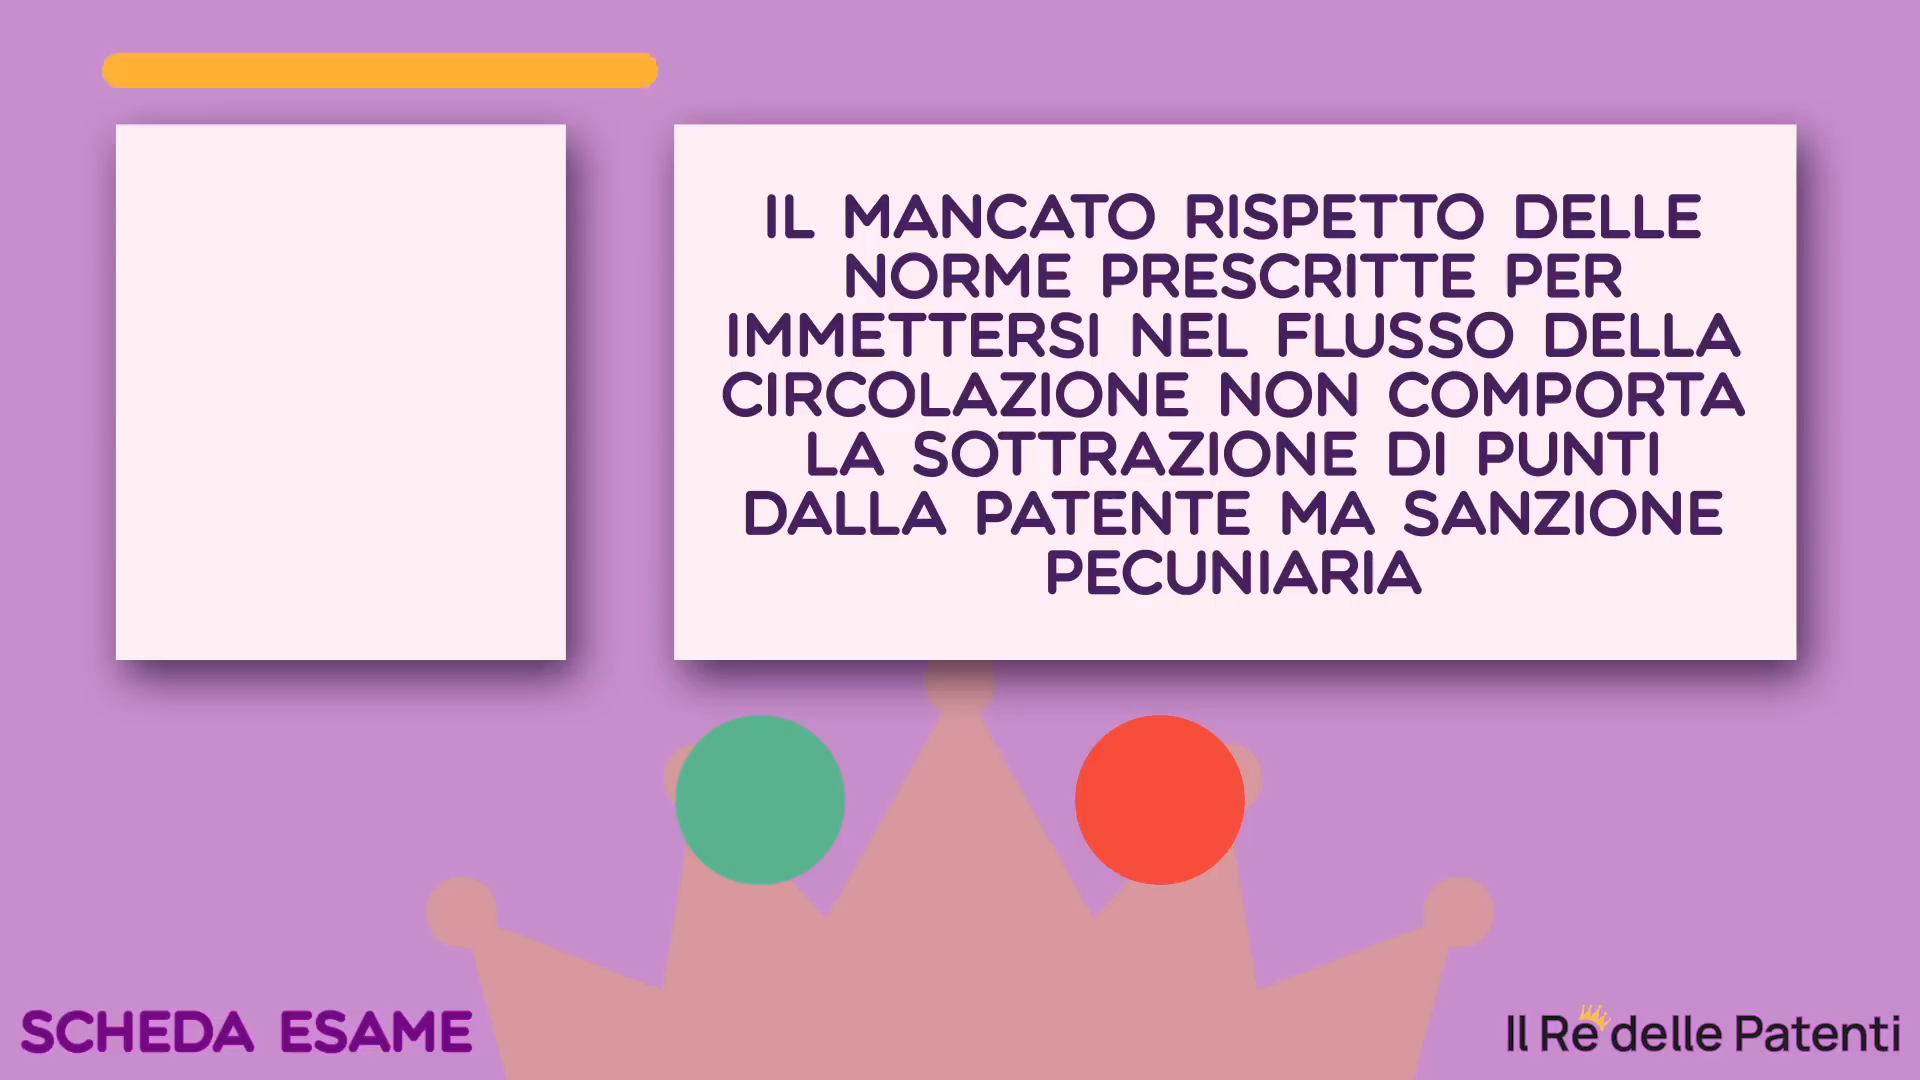 IL MANCATO RISPETTO DELLE
NORME PRESCRITTE PER
IMMETTERSI NEL FLUSSO DELLA
CIRCOLAZIONE NON COMPORTA
LA SOTTRAZIONE DI PUNTI
DALLA PATENTE MA SANZIONE
PECUNIARIA
SCHEDA ESAME
Il Re delle Patenti